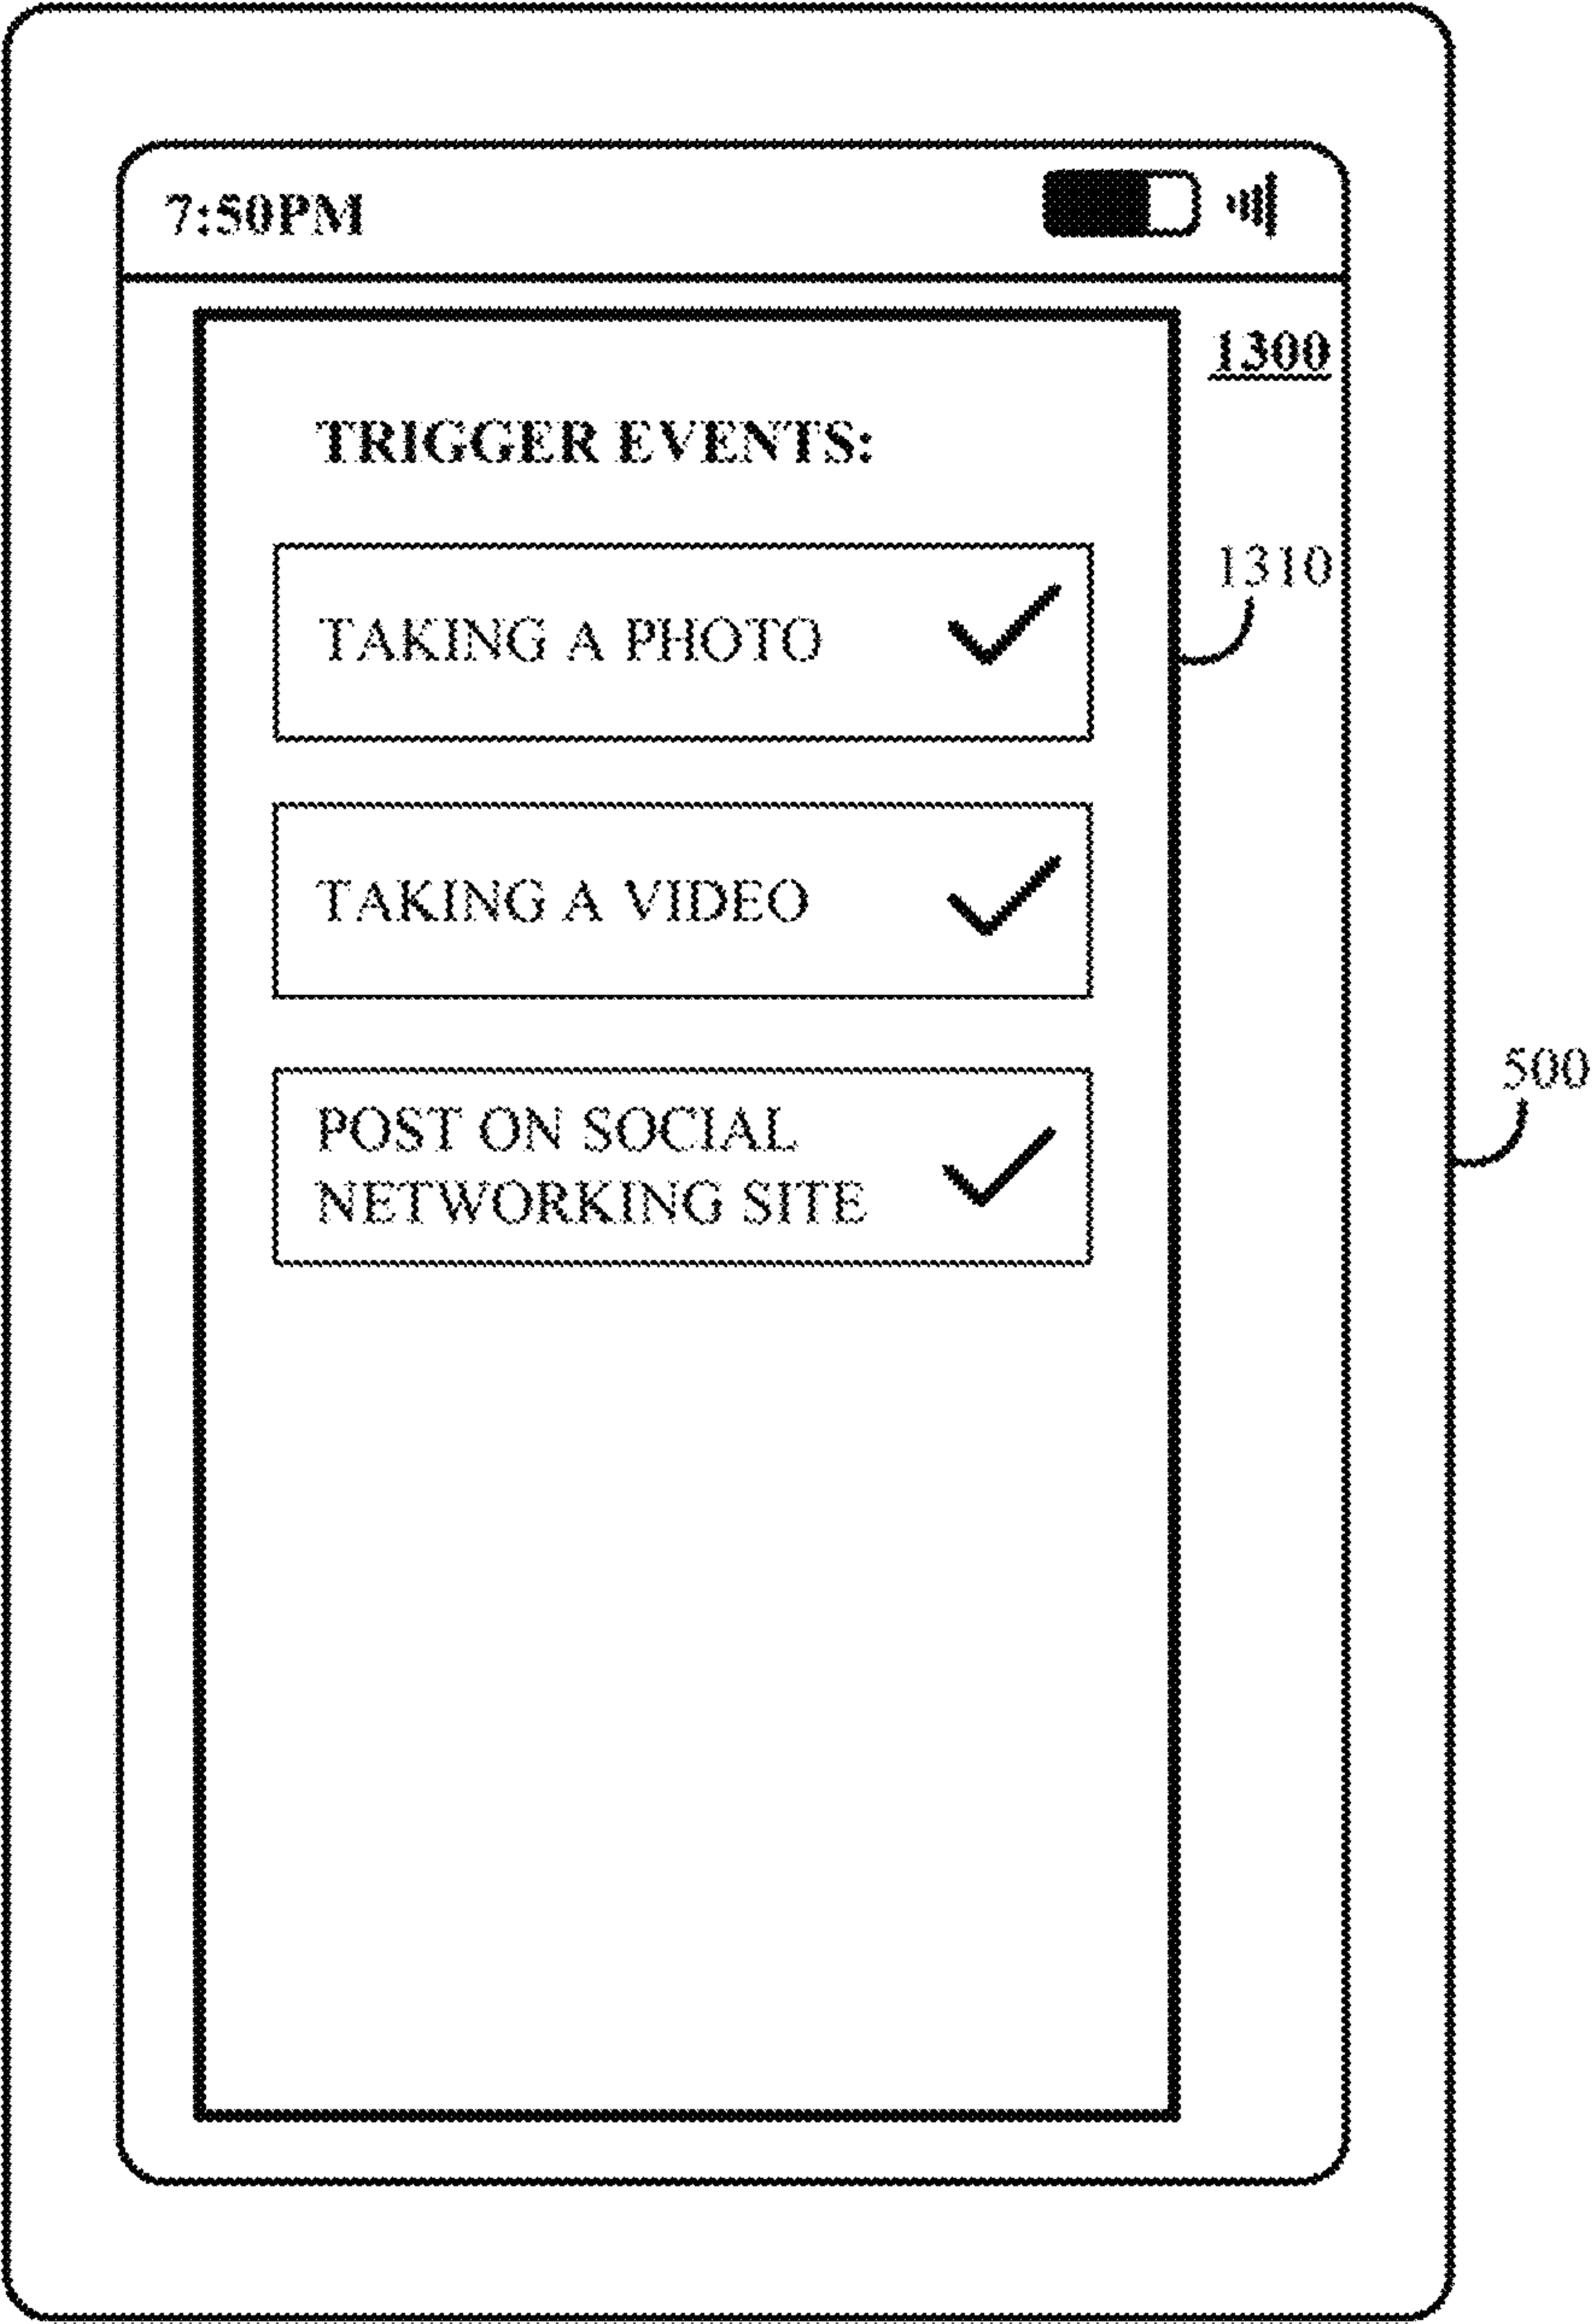 7:50PM
1300
TRIGGER EVENTS:
1310
TAKING A PHOTO
TAKING A VIDEO
500
POST ON SOCIAL
NETWORKING SITE